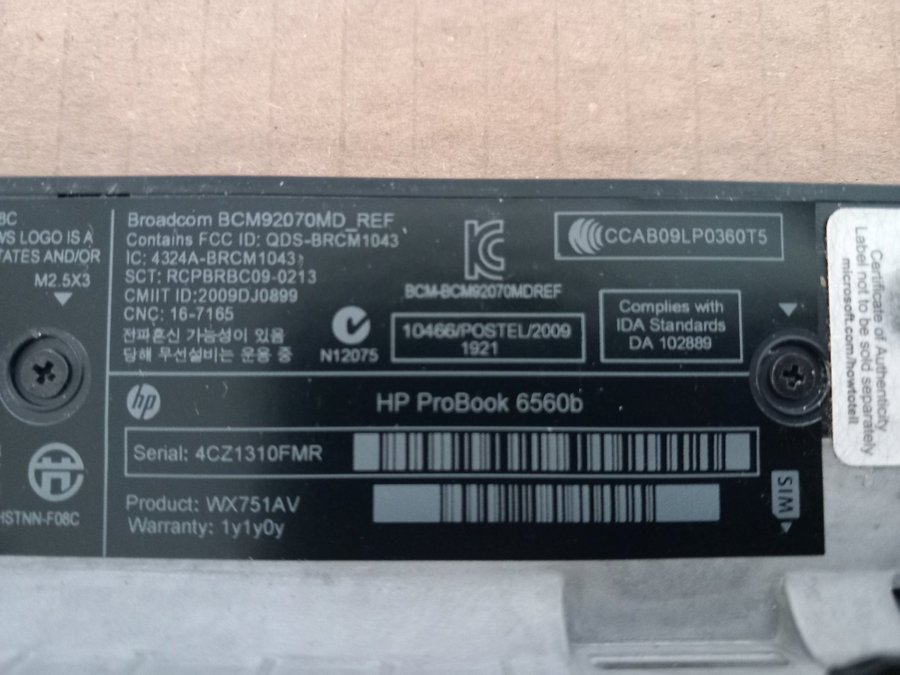 8C
WS LOGO IS A
TATES AND/OR
M2.5X3
HSTNN-F08C
Broadcom BCM92070MD_REF
Contains FCC ID: QDS-BRCM1043
IC: 4324A-BRCM1043
SCT: RCPBRBC09-0213
CMIIT ID:2009DJ0899
CNC: 16-7165
전파혼신 가능성이 있음
당해 무선설비는 운용 중
N12075
BCM-BCM92070MDREF
10466/POSTEL/2009
1921
CCAB09LP0360T5
Complies with
IDA Standards
DA 102889
hp
HP ProBook 6560b
Serial: 4CZ1310FMR
Product: WX751AV
Warranty: 1y1y0y
SIM
Certificate of Authenticity
Label not to be sold separately
microsoft.com/howtotell